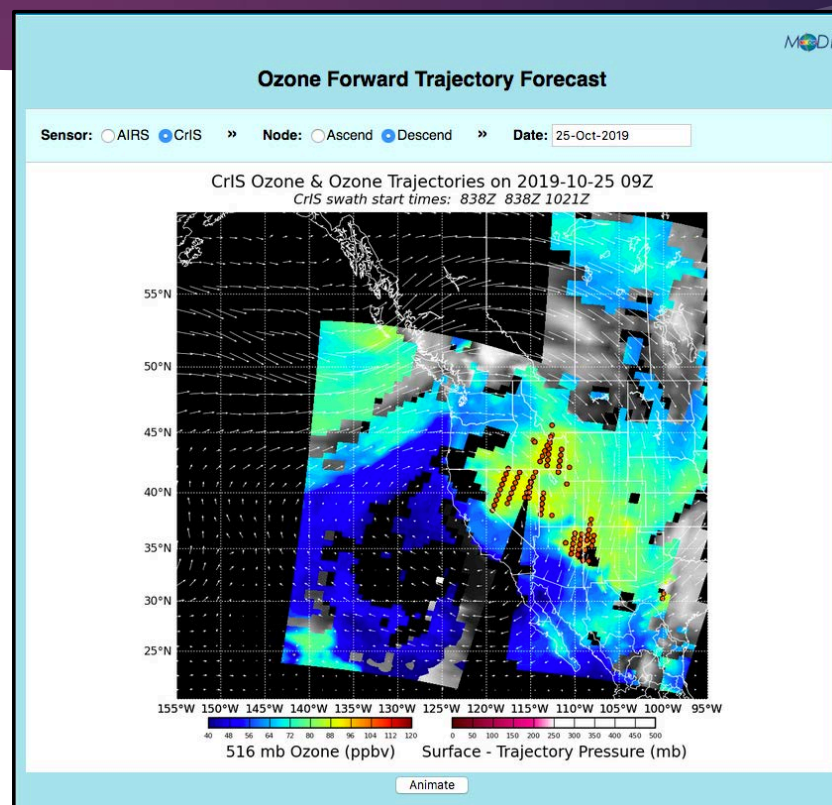 Ozone Forward Trajectory Forecast
Sensor: AIRS CrIS » Node: Ascend Descend » Date: 25-Oct-2019
CrIS Ozone & Ozone Trajectories on 2019-10-25 09Z
CrIS swath start times: 838Z 838Z 1021Z
55°N
50°N
45°N
40°N
35°N
30°N
25°N
155°W 150°W 145°W 140°W 135°W 130°W 125°W 120°W 115°W 110°W 105°W 100°W 95°W
40 48 56 64 72 80 88 96 104 112 120 0 50 100 150 200 250 300 350 400 450 500
516 mb Ozone (ppbv) Surface - Trajectory Pressure (mb)
Animate